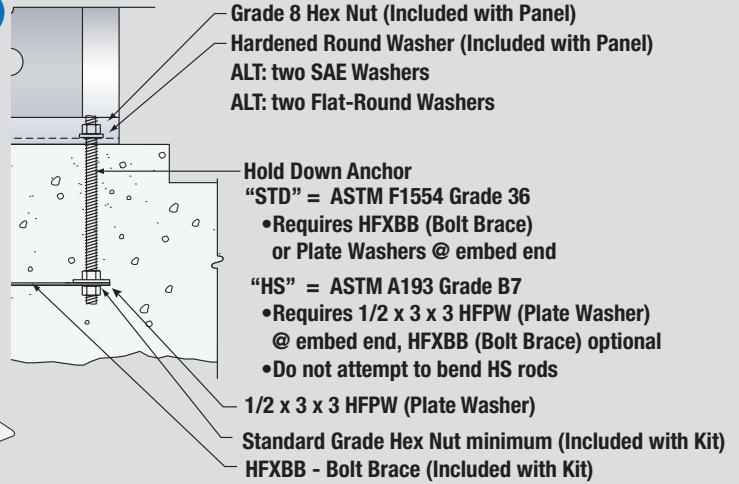 Grade 8 Hex Nut (Included with Panel)
Hardened Round Washer (Included with Panel)
ALT: two SAE Washers
ALT: two Flat-Round Washers
Hold Down Anchor
“STD” = ASTM F1554 Grade 36
•Requires HFXBB (Bolt Brace)
or Plate Washers @ embed end
“HS” = ASTM A193 Grade B7
•Requires 1/2 x 3 x 3 HFPW (Plate Washer)
@ embed end, HFXBB (Bolt Brace) optional
•Do not attempt to bend HS rods
1/2 x 3 x 3 HFPW (Plate Washer)
Standard Grade Hex Nut minimum (Included with Kit)
HFXBB - Bolt Brace (Included with Kit)